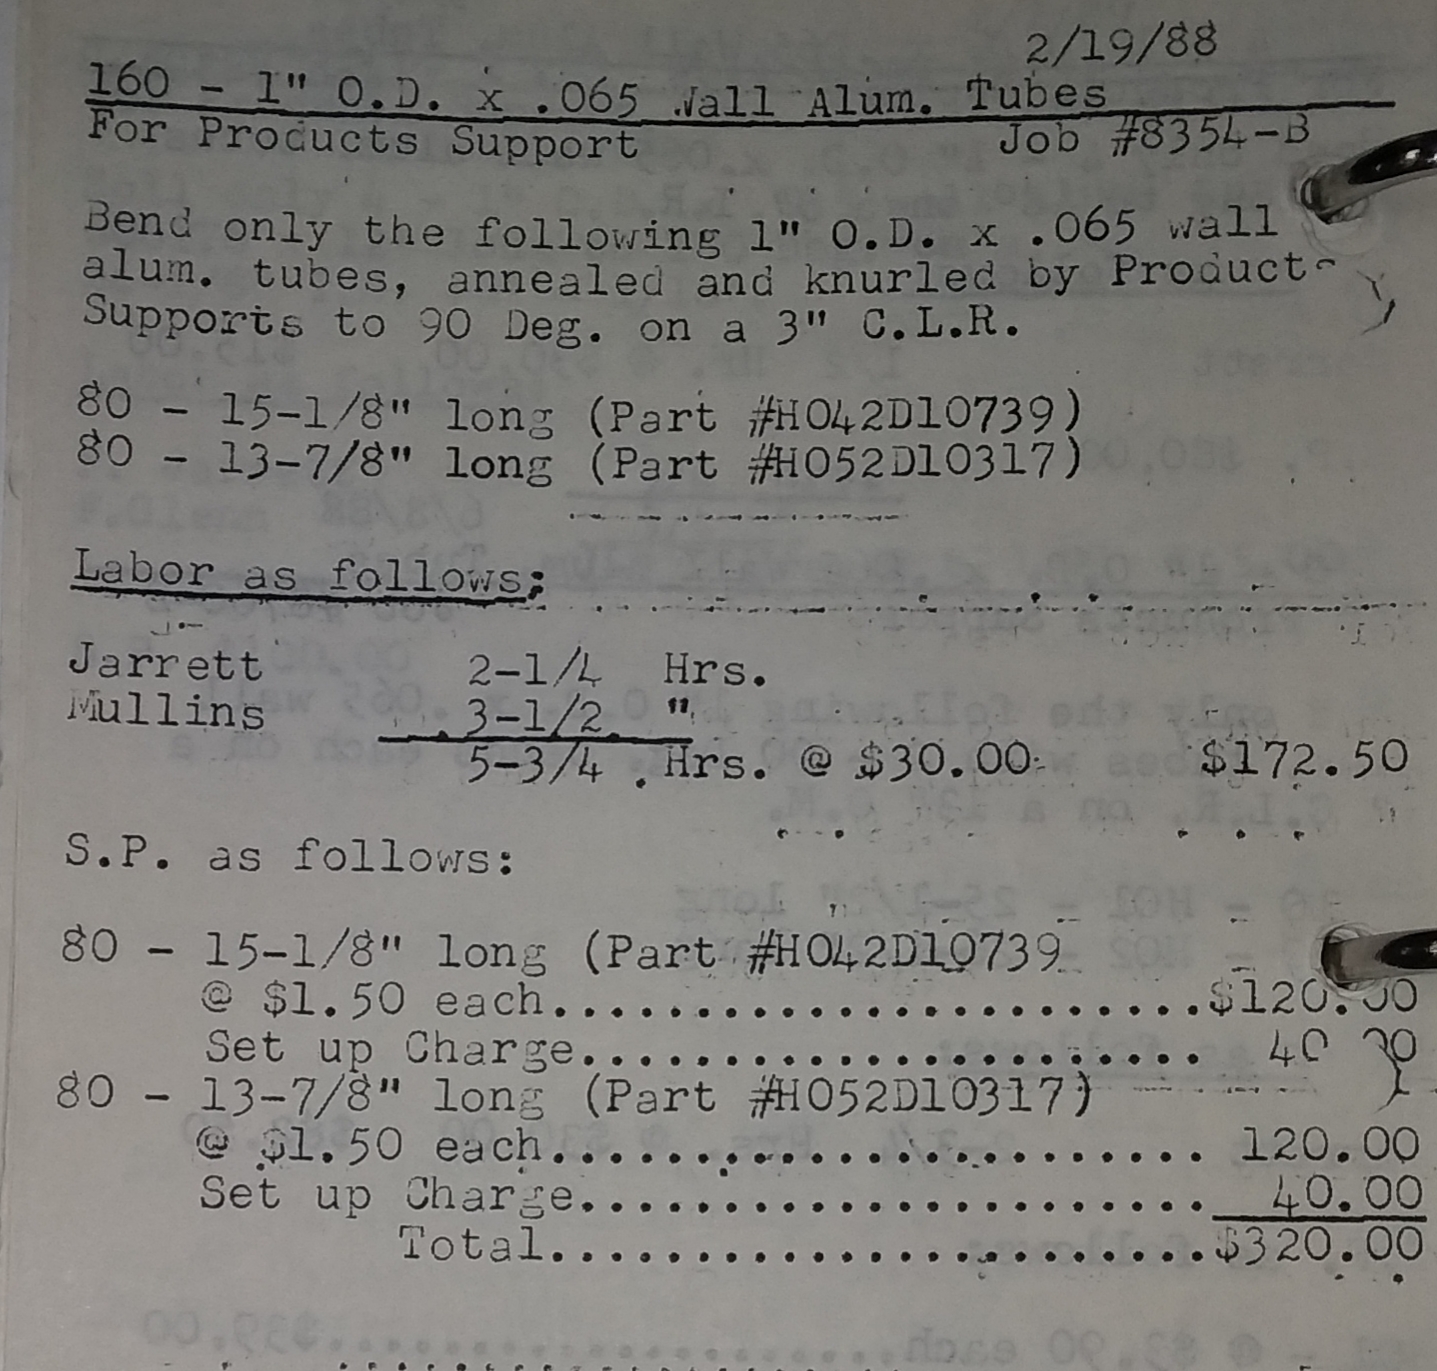 2/19/88
160 - 1" O.D. x .065 Wall Alum. Tubes
For Products Support Job #8354-B
Bend only the following 1" O.D. x .065 wall
alum. tubes, annealed and knurled by Products
Supports to 90 Deg. on a 3" C.L.R.
80 - 15-1/8" long (Part #H042D10739)
80 - 13-7/8" long (Part #H052D10317)
Labor as follows:
Jarrett 2-1/4 Hrs.
Mullins 3-1/2 "
5-3/4 Hrs. @ $30.00 $172.50
S.P. as follows:
80 - 15-1/8" long (Part #H042D10739
@ $1.50 each.......................$120.00
Set up Charge...................... 40.00
80 - 13-7/8" long (Part #H052D10317)
@ $1.50 each....................... 120.00
Set up Charge...................... 40.00
Total.......................$320.00